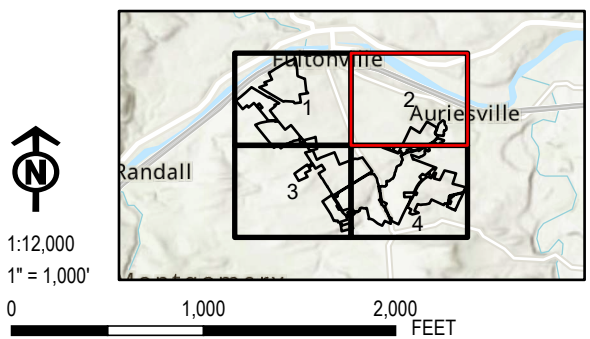 Fultonville
1
2
Auriesville
Randall
3
4
Montgomery
N
1:12,000
1" = 1,000'
0 1,000 2,000
FEET